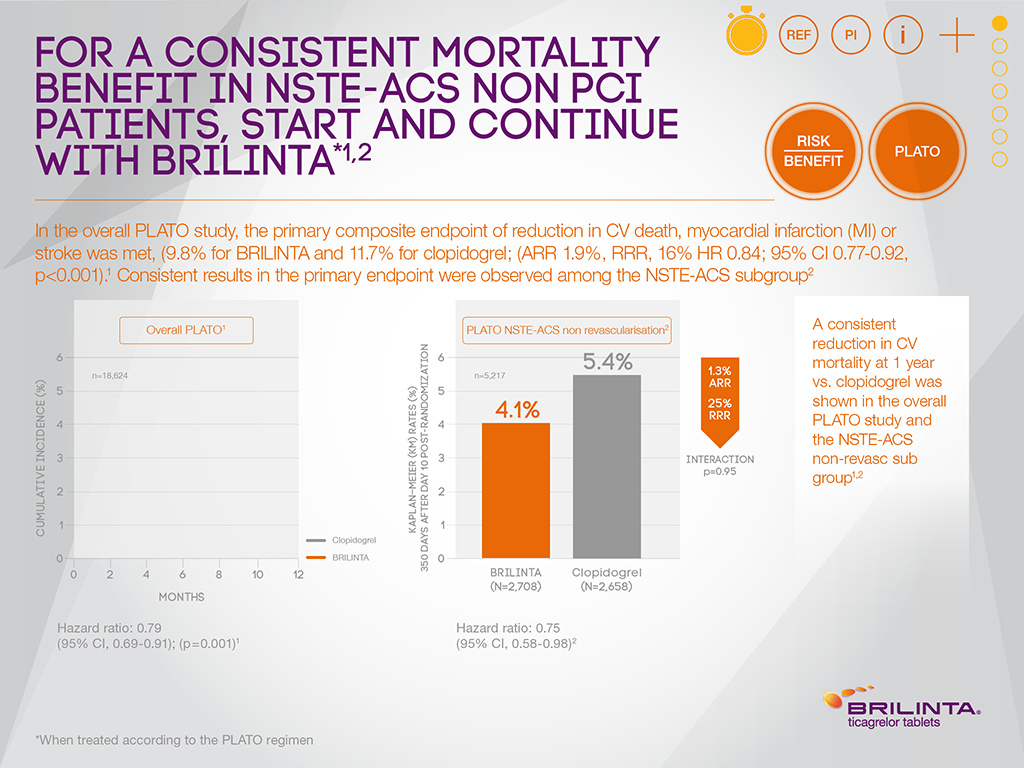 FOR A CONSISTENT MORTALITY
BENEFIT IN NSTE-ACS NON PCI
PATIENTS, START AND CONTINUE
WITH BRILINTA*1,2
REF
PI
i
RISK
BENEFIT
PLATO
In the overall PLATO study, the primary composite endpoint of reduction in CV death, myocardial infarction (MI) or
stroke was met, (9.8% for BRILINTA and 11.7% for clopidogrel; (ARR 1.9%, RRR, 16% HR 0.84; 95% CI 0.77-0.92,
p<0.001).1 Consistent results in the primary endpoint were observed among the NSTE-ACS subgroup2
Overall PLATO1
n=18,624
CUMULATIVE INCIDENCE (%)
6
5
4
3
2
1
0
0 2 4 6 8 10 12
MONTHS
Clopidogrel
BRILINTA
Hazard ratio: 0.79
(95% CI, 0.69-0.91); (p=0.001)1
PLATO NSTE-ACS non revascularisation2
n=5,217
KAPLAN–MEIER (KM) RATES (%)
350 DAYS AFTER DAY 10 POST-RANDOMIZATION
6
5
4
3
2
1
0
4.1%
5.4%
BRILINTA
(N=2,708)
Clopidogrel
(N=2,658)
1.3%
ARR
25%
RRR
INTERACTION
p=0.95
Hazard ratio: 0.75
(95% CI, 0.58-0.98)2
A consistent
reduction in CV
mortality at 1 year
vs. clopidogrel was
shown in the overall
PLATO study and
the NSTE-ACS
non-revasc sub
group1,2
BRILINTA®
ticagrelor tablets
*When treated according to the PLATO regimen